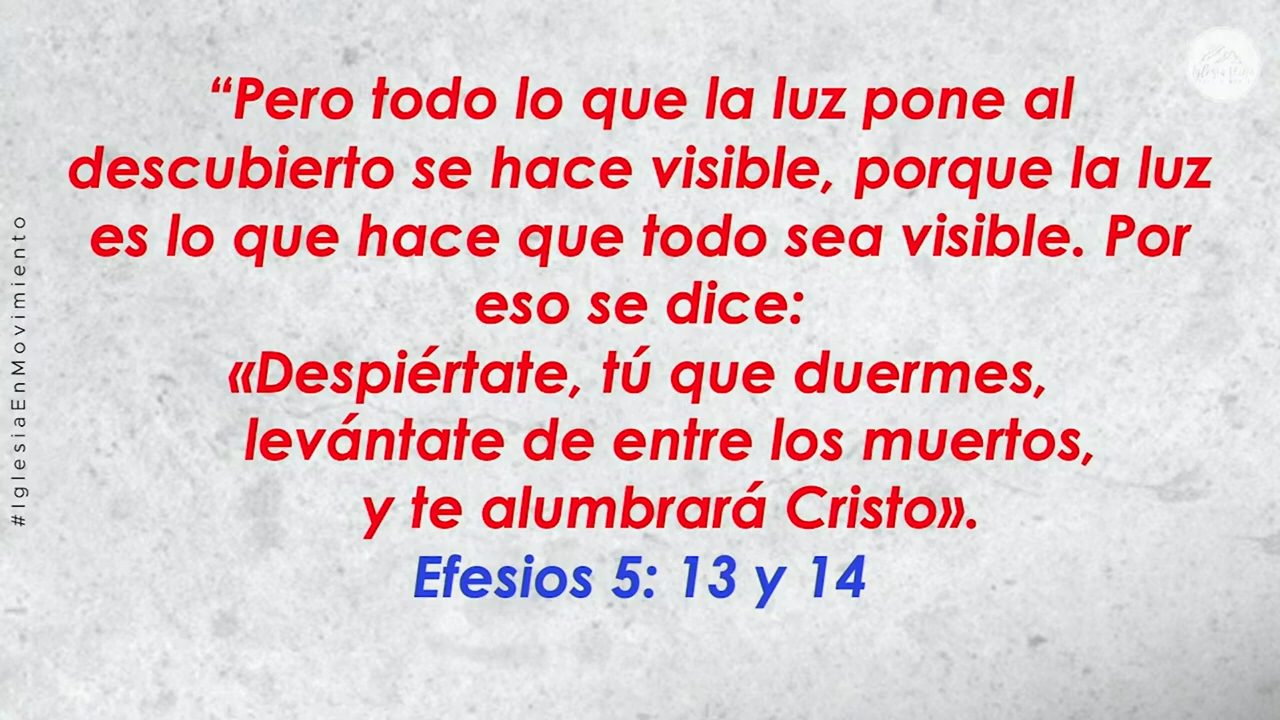 “Pero todo lo que la luz pone al
descubierto se hace visible, porque la luz
es lo que hace que todo sea visible. Por
eso se dice:
«Despiértate, tú que duermes,
levántate de entre los muertos,
y te alumbrará Cristo».
Efesios 5: 13 y 14
#IglesiaEnMovimiento